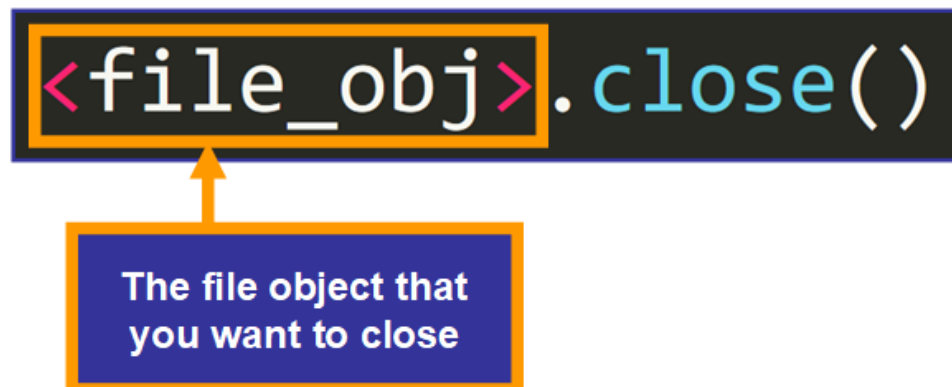 <file_obj>.close()
The file object that
you want to close